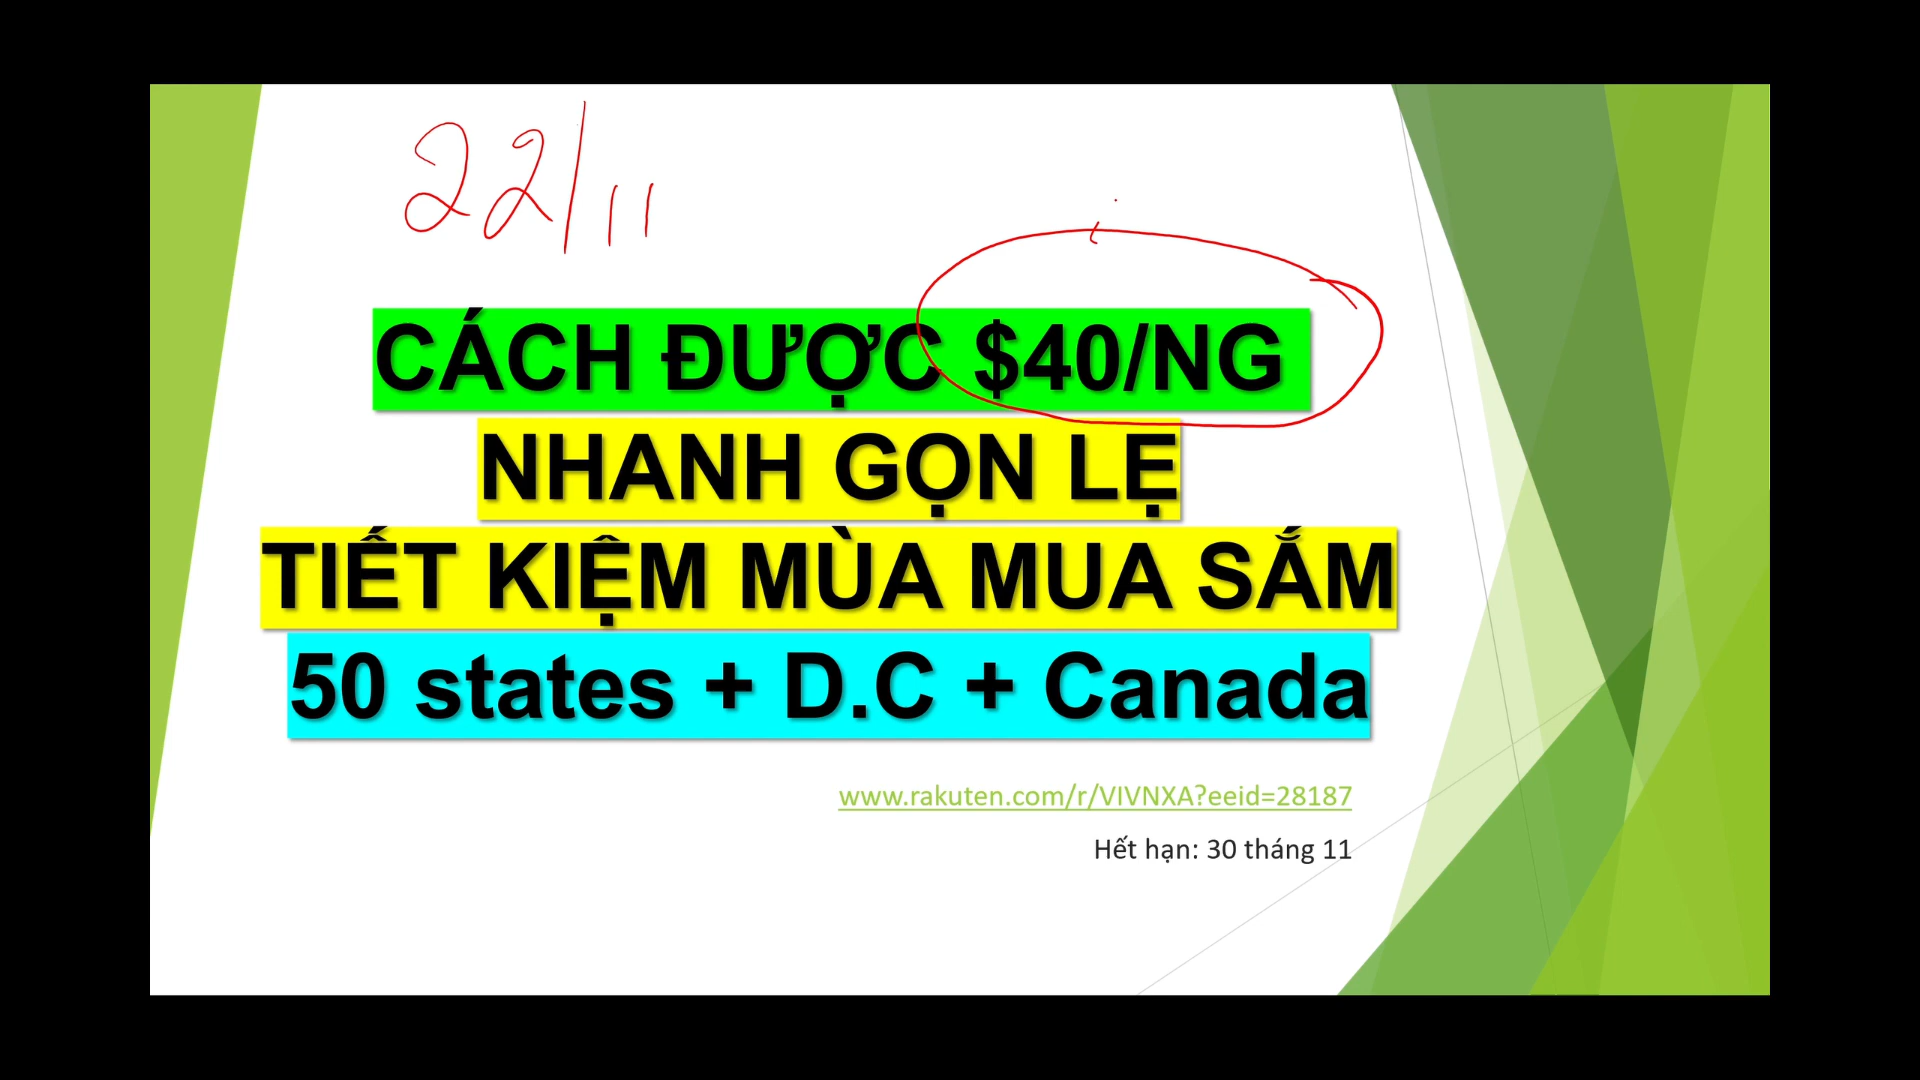 22/11
CÁCH ĐƯỢC $40/NG
NHANH GỌN LẸ
TIẾT KIỆM MÙA MUA SẮM
50 states + D.C + Canada
www.rakuten.com/r/VIVNXA?eeid=28187
Hết hạn: 30 tháng 11